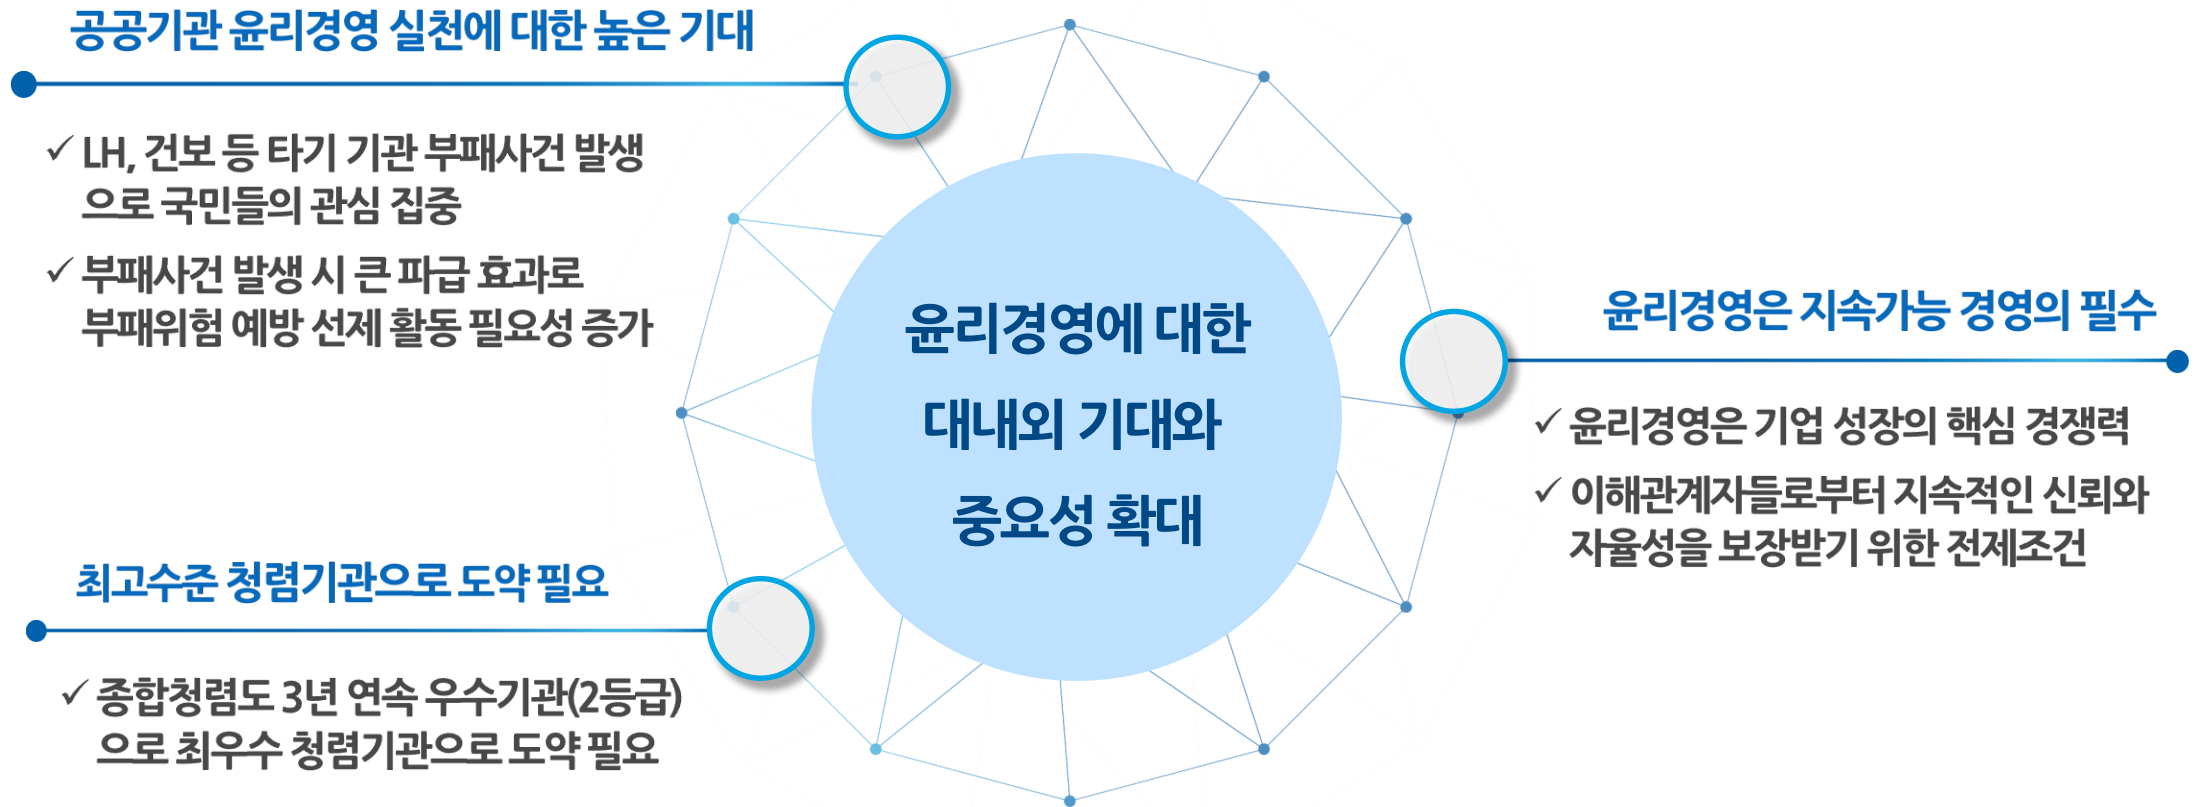 공공기관 윤리경영 실천에 대한 높은 기대
✓ LH, 건보 등 타기 기관 부패사건 발생
으로 국민들의 관심 집중
✓ 부패사건 발생 시 큰 파급 효과로
부패위험 예방 선제 활동 필요성 증가
최고수준 청렴기관으로 도약 필요
✓ 종합청렴도 3년 연속 우수기관(2등급)
으로 최우수 청렴기관으로 도약 필요
윤리경영에 대한
대내외 기대와
중요성 확대
윤리경영은 지속가능 경영의 필수
✓ 윤리경영은 기업 성장의 핵심 경쟁력
✓ 이해관계자들로부터 지속적인 신뢰와
자율성을 보장받기 위한 전제조건